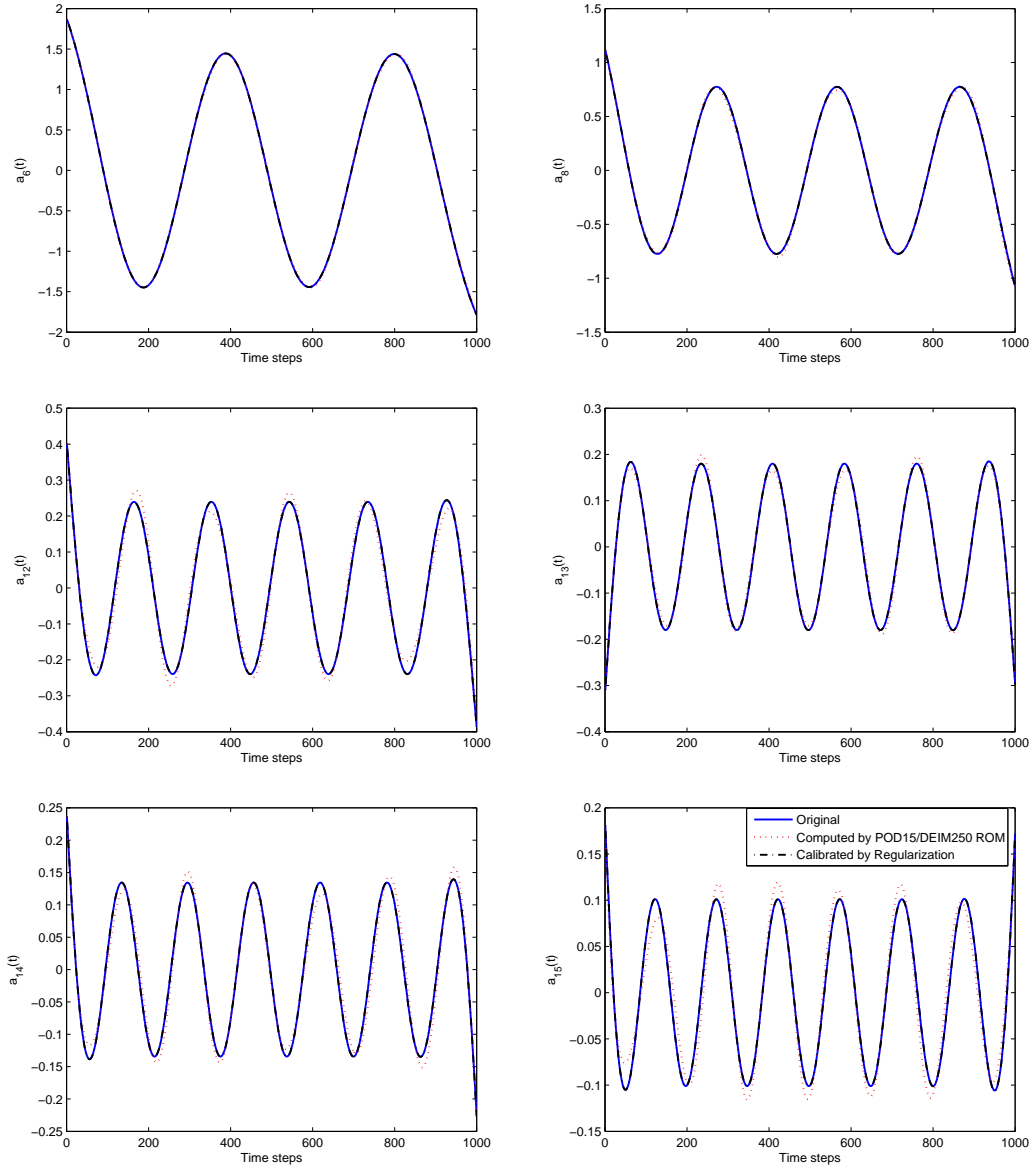 2
1.5
1
0.5
0
−0.5
−1
−1.5
−2
a6(t)
0 200 400 600 800 1000
Time steps
1.5
1
0.5
0
−0.5
−1
−1.5
a8(t)
0 200 400 600 800 1000
Time steps
0.5
0.4
0.3
0.2
0.1
0
−0.1
−0.2
−0.3
−0.4
a12(t)
0 200 400 600 800 1000
Time steps
0.3
0.2
0.1
0
−0.1
−0.2
−0.3
−0.4
a13(t)
0 200 400 600 800 1000
Time steps
0.25
0.2
0.15
0.1
0.05
0
−0.05
−0.1
−0.15
−0.2
−0.25
a14(t)
0 200 400 600 800 1000
Time steps
0.2
0.15
0.1
0.05
0
−0.05
−0.1
−0.15
a15(t)
0 200 400 600 800 1000
Time steps
Original
Computed by POD15/DEIM250 ROM
Calibrated by Regularization